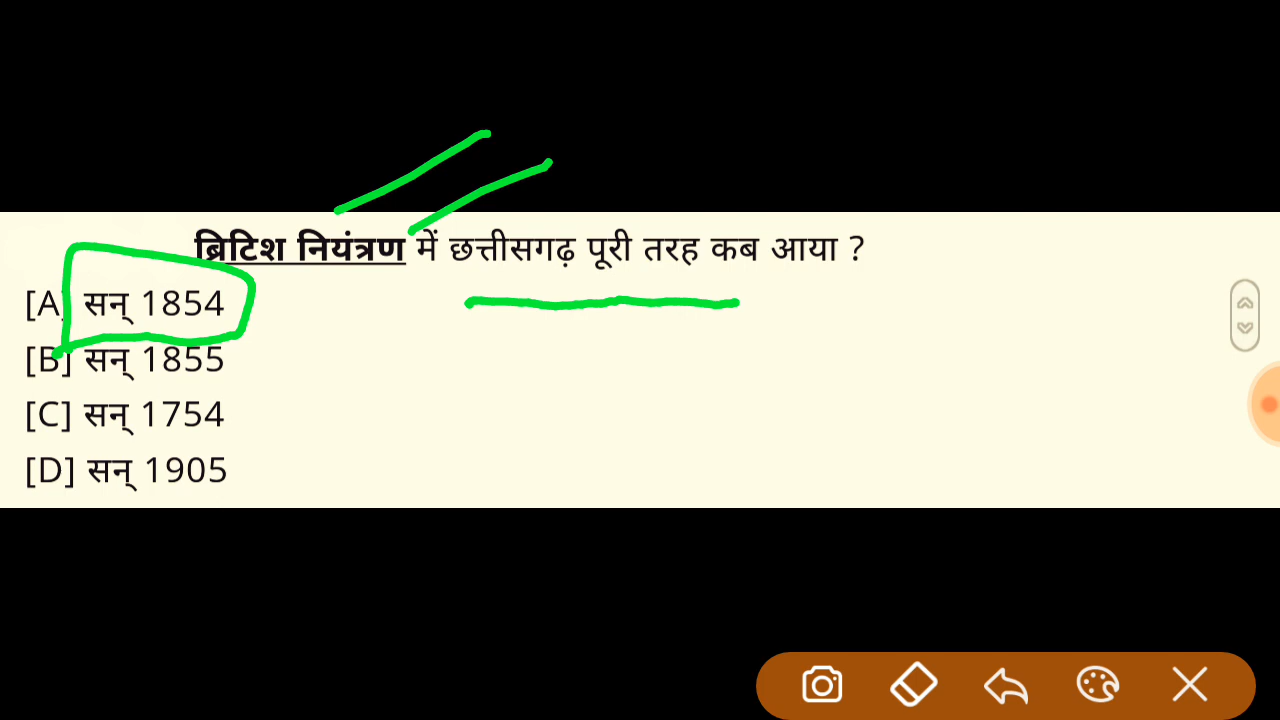 ब्रिटिश नियंत्रण में छत्तीसगढ़ पूरी तरह कब आया ?
[A] सन् 1854
[B] सन् 1855
[C] सन् 1754
[D] सन् 1905